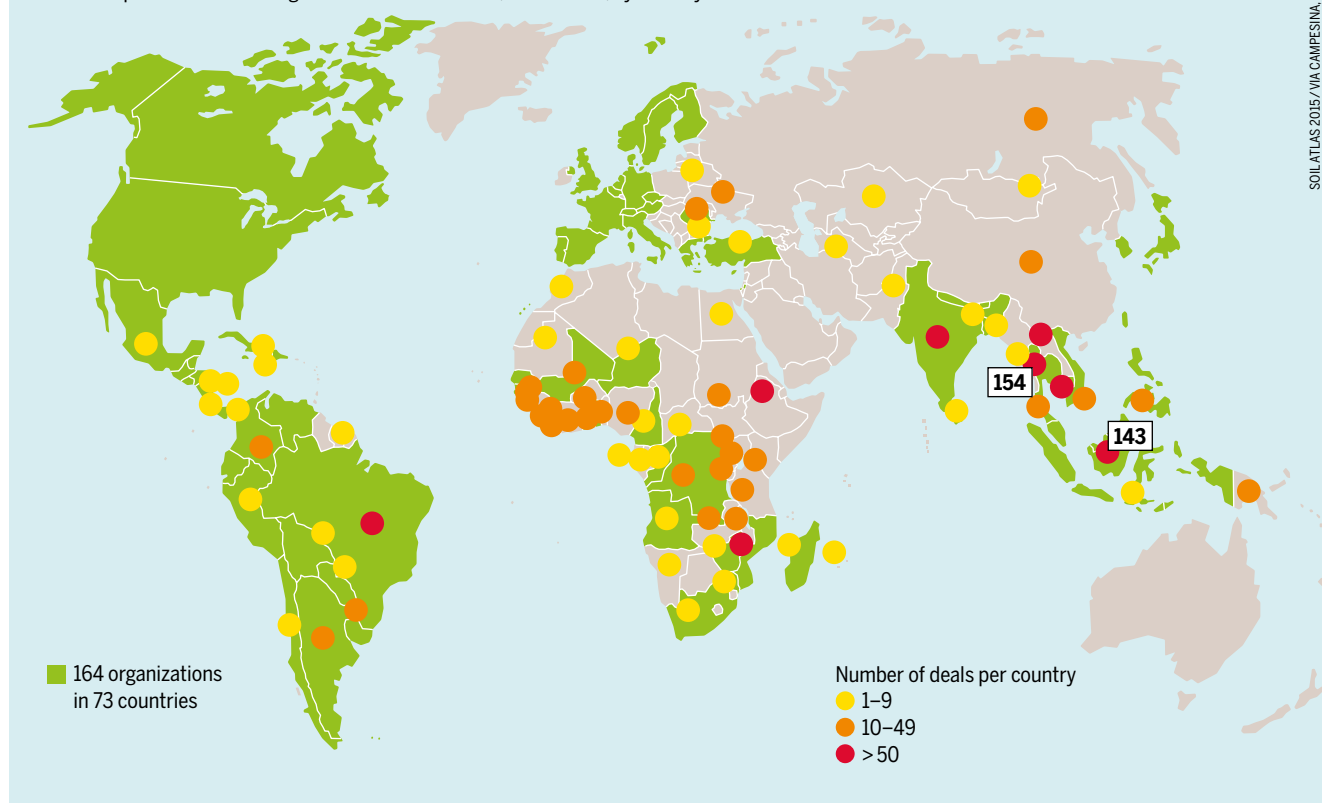 154
143
164 organizations
in 73 countries
Number of deals per country
1–9
10–49
> 50
SOIL ATLAS 2015 / VIA CAMPESINA,